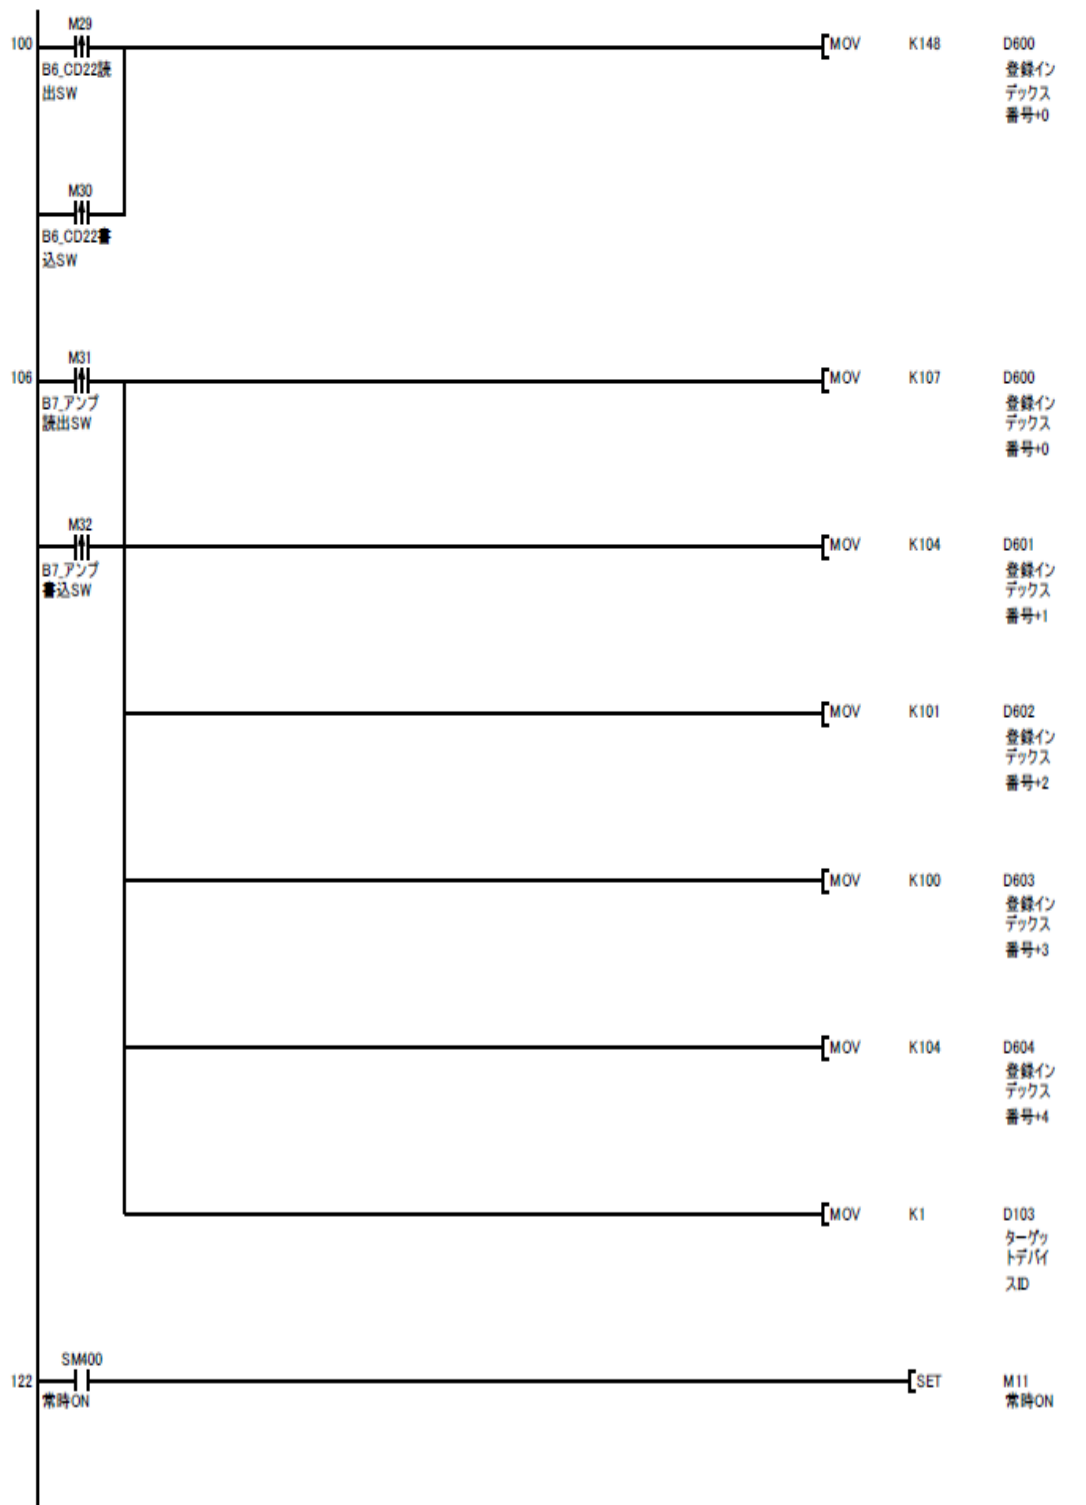 M29
100 MOV K148 D600
B6_CD22読
出SW
登録イン
デックス
番号+0
M30
B6_CD22書
込SW
M31
106 MOV K107 D600
B7_アンプ
読出SW
登録イン
デックス
番号+0
M32
MOV K104 D601
B7_アンプ
書込SW
登録イン
デックス
番号+1
MOV K101 D602
登録イン
デックス
番号+2
MOV K100 D603
登録イン
デックス
番号+3
MOV K104 D604
登録イン
デックス
番号+4
MOV K1 D103
ターゲッ
トデバイ
スID
SM400
122 SET M11
常時ON 常時ON